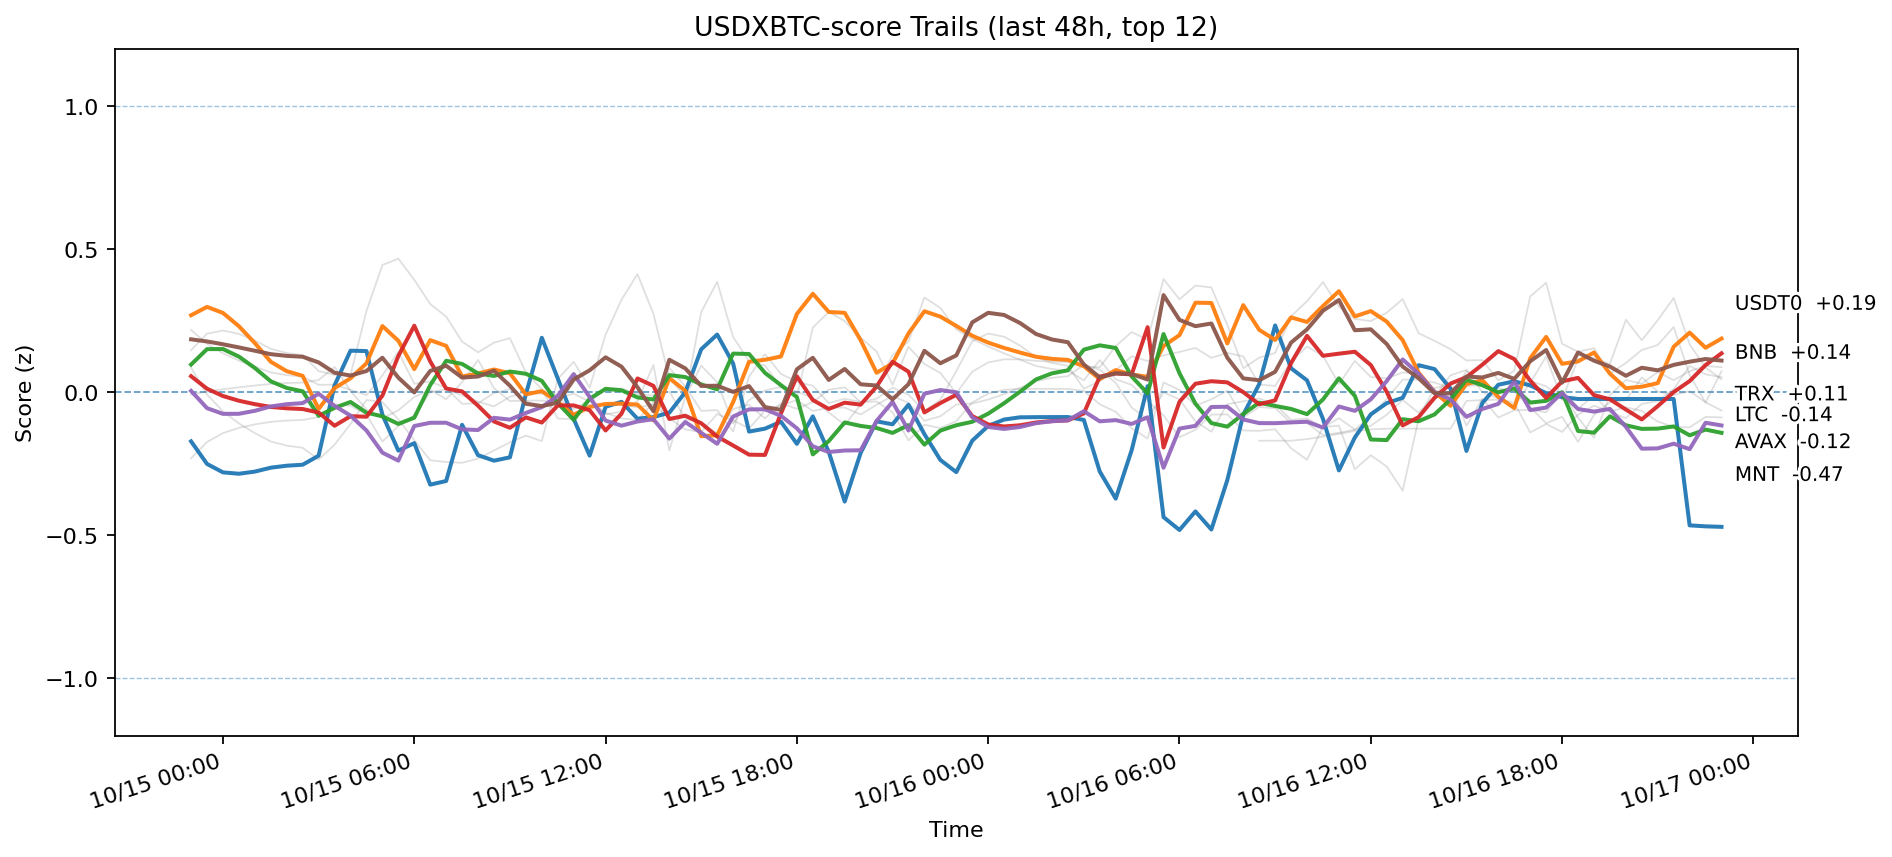 USDXBTC-score Trails (last 48h, top 12)
Score (z)
1.0
0.5
0.0
−0.5
−1.0
USDT0 +0.19
BNB +0.14
TRX +0.11
LTC -0.14
AVAX -0.12
MNT -0.47
10/15 00:00
10/15 06:00
10/15 12:00
10/15 18:00
10/16 00:00
10/16 06:00
10/16 12:00
10/16 18:00
10/17 00:00
Time